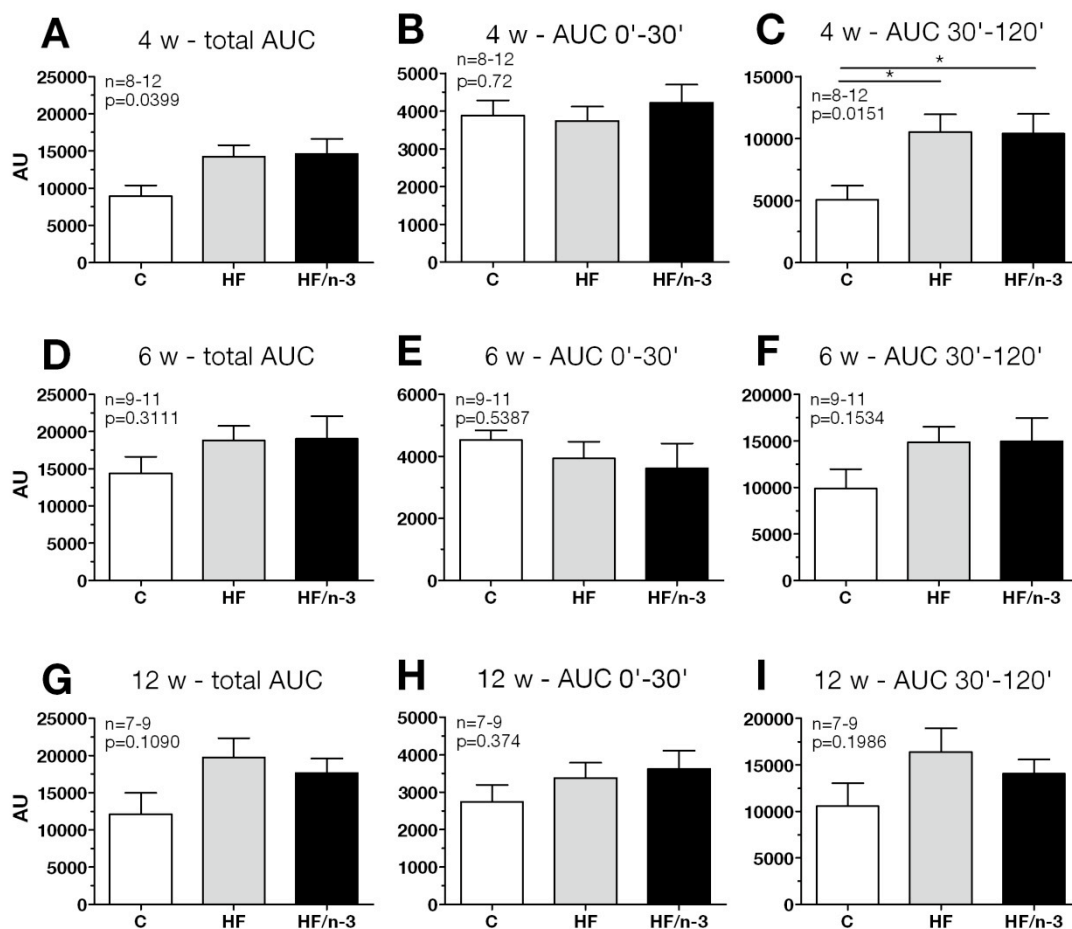 A
4 w - total AUC
n=8-12
p=0.0399
AU
25000
20000
15000
10000
5000
0
C
HF
HF/n-3
B
4 w - AUC 0'-30'
n=8-12
p=0.72
5000
4000
3000
2000
1000
0
C
HF
HF/n-3
C
4 w - AUC 30'-120'
*
*
n=8-12
p=0.0151
15000
10000
5000
0
C
HF
HF/n-3
D
6 w - total AUC
n=9-11
p=0.3111
AU
30000
25000
20000
15000
10000
5000
0
C
HF
HF/n-3
E
6 w - AUC 0'-30'
n=9-11
p=0.5387
6000
4000
2000
0
C
HF
HF/n-3
F
6 w - AUC 30'-120'
n=9-11
p=0.1534
20000
15000
10000
5000
0
C
HF
HF/n-3
G
12 w - total AUC
n=7-9
p=0.1090
AU
25000
20000
15000
10000
5000
0
C
HF
HF/n-3
H
12 w - AUC 0'-30'
n=7-9
p=0.374
5000
4000
3000
2000
1000
0
C
HF
HF/n-3
I
12 w - AUC 30'-120'
n=7-9
p=0.1986
20000
15000
10000
5000
0
C
HF
HF/n-3